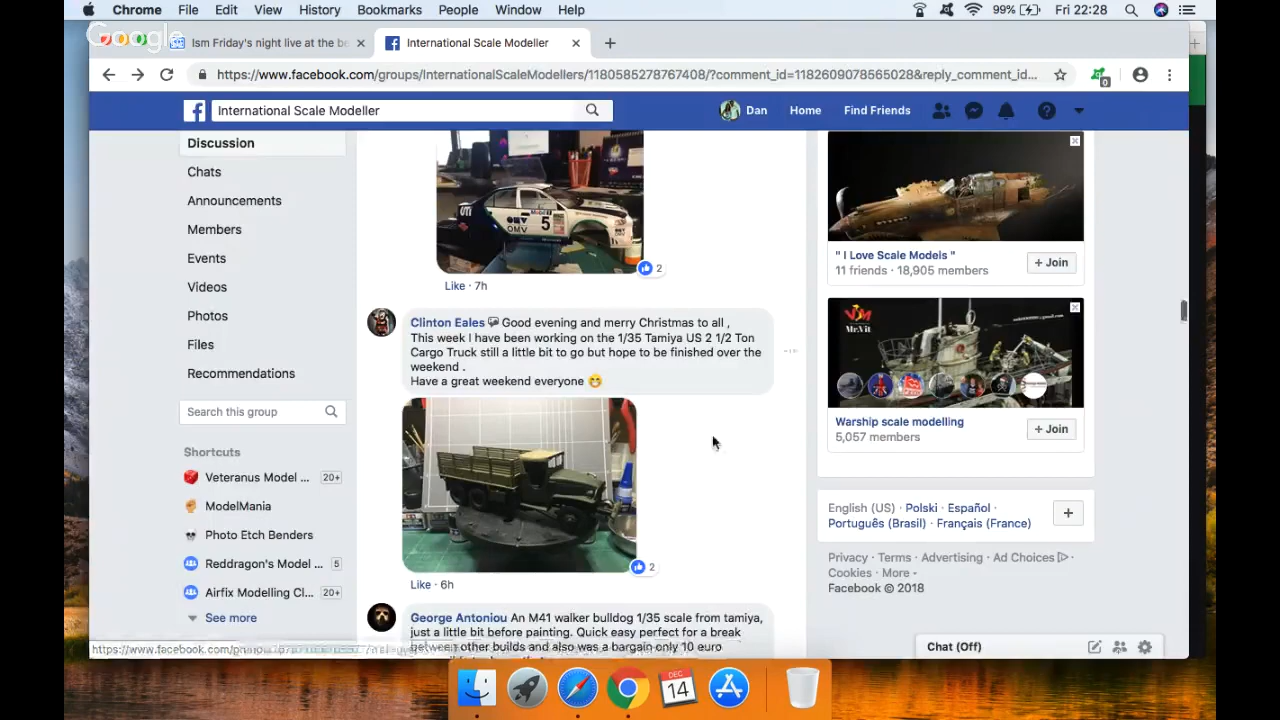 Chrome File Edit View History Bookmarks People Window Help 99% Fri 22:28
Google
Ism Friday's night live at the be
International Scale Modeller
https://www.facebook.com/groups/InternationalScaleModellers/1180585278767408/?comment_id=1182609078565028&reply_comment_id...
0
International Scale Modeller
Dan Home Find Friends
Discussion
Chats
Announcements
Members
Events
Videos
Photos
Files
Recommendations
Search this group
Shortcuts
Veteranus Model ... 20+
ModelMania
Photo Etch Benders
Reddragon's Model ... 5
Airfix Modelling Cl... 20+
See more
OMV
5
OMV
2
Like · 7h
Clinton Eales Good evening and merry Christmas to all ,
This week I have been working on the 1/35 Tamiya US 2 1/2 Ton
Cargo Truck still a little bit to go but hope to be finished over the
weekend .
Have a great weekend everyone
2
Like · 6h
George Antoniou An M41 walker bulldog 1/35 scale from tamiya,
just a little bit before painting. Quick easy perfect for a break
between other builds and also was a bargain only 10 euro
" I Love Scale Models "
11 friends · 18,905 members
+ Join
Mr.Vit
Warship scale modelling
5,057 members
+ Join
English (US) · Polski · Español ·
Português (Brasil) · Français (France)
+
Privacy · Terms · Advertising · Ad Choices ·
Cookies · More
Facebook © 2018
Chat (Off)
DEC
14